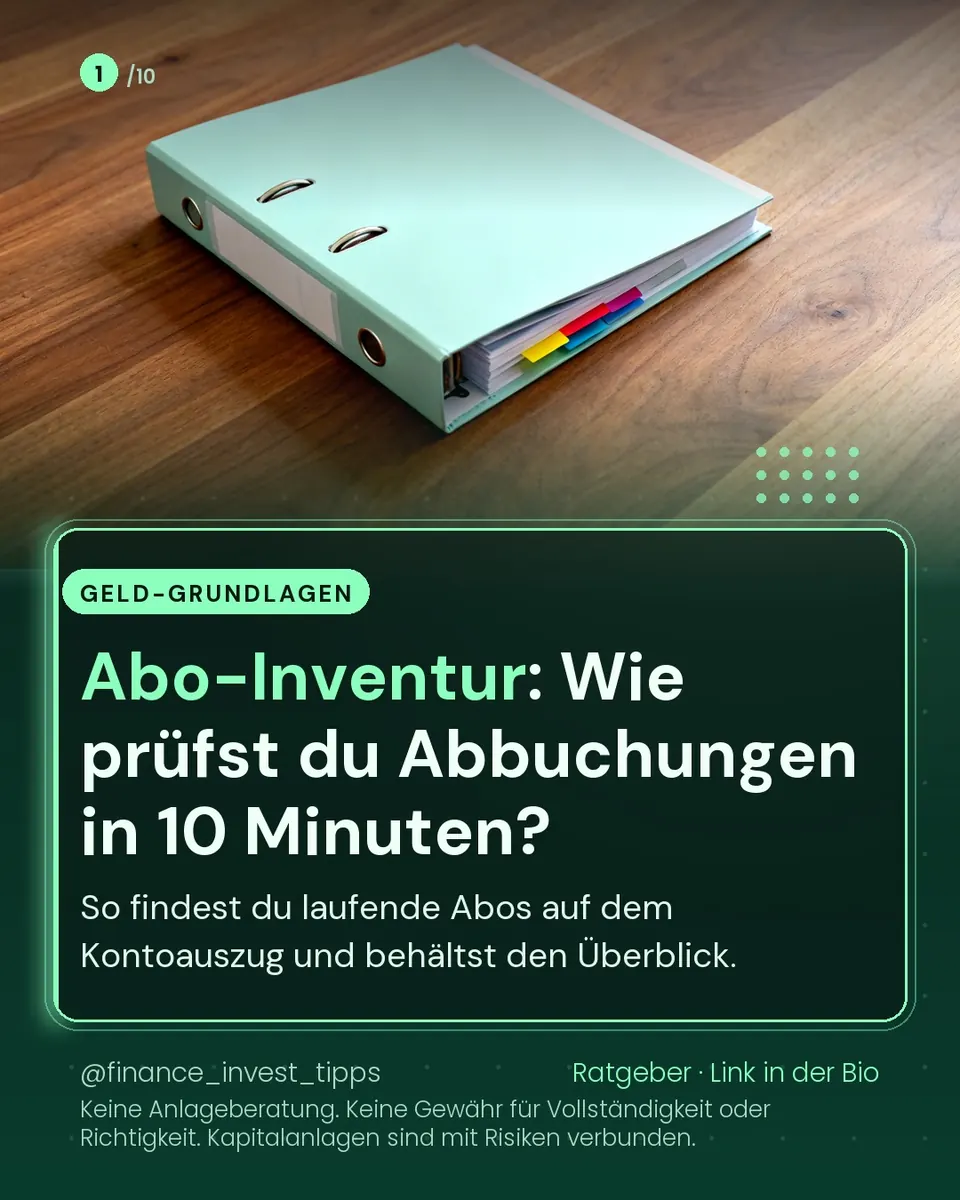 1 /10
GELD-GRUNDLAGEN
Abo-Inventur: Wie
prüfst du Abbuchungen
in 10 Minuten?
So findest du laufende Abos auf dem
Kontoauszug und behältst den Überblick.
@finance_invest_tipps
Ratgeber · Link in der Bio
Keine Anlageberatung. Keine Gewähr für Vollständigkeit oder
Richtigkeit. Kapitalanlagen sind mit Risiken verbunden.